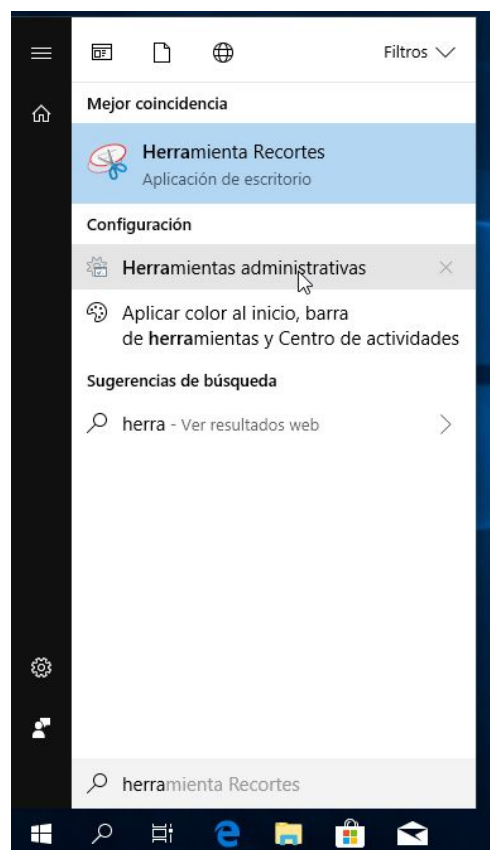 Filtros
Mejor coincidencia
Herramienta Recortes
Aplicación de escritorio
Configuración
Herramientas administrativas
Aplicar color al inicio, barra
de herramientas y Centro de actividades
Sugerencias de búsqueda
herra - Ver resultados web
herramienta Recortes